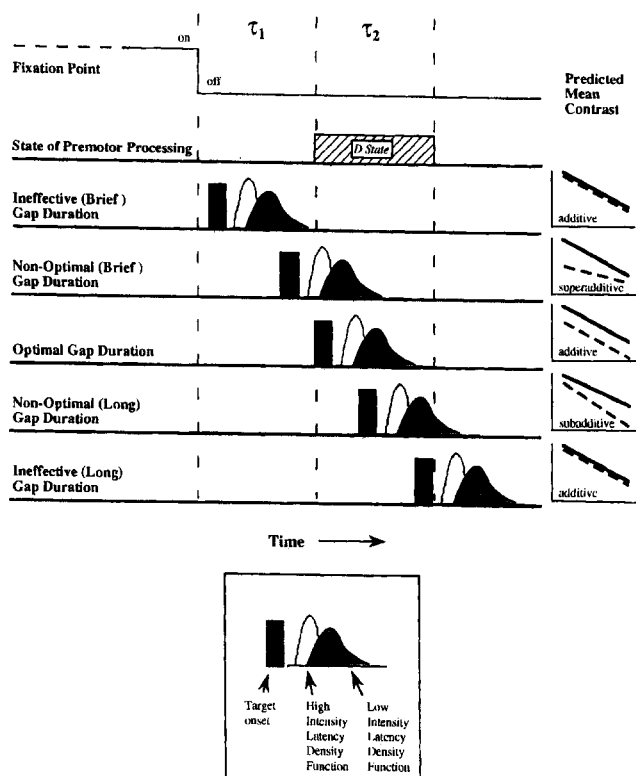 τ1
τ2
on
Fixation Point
off
Predicted
Mean
Contrast
State of Premotor Processing
D State
Ineffective (Brief )
Gap Duration
additive
Non-Optimal (Brief )
Gap Duration
superadditive
Optimal Gap Duration
additive
Non-Optimal (Long)
Gap Duration
subadditive
Ineffective (Long)
Gap Duration
additive
Time
Target
onset
High
Intensity
Latency
Density
Function
Low
Intensity
Latency
Density
Function